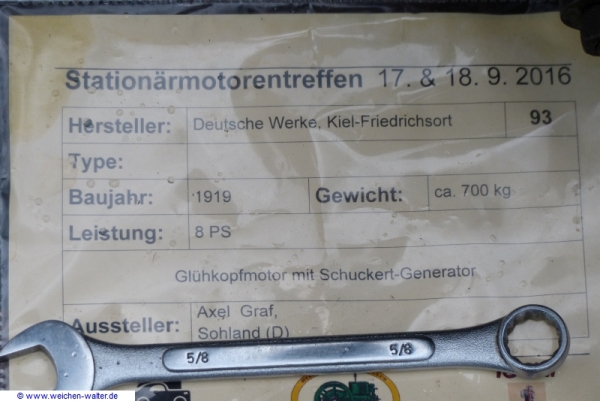 Stationärmotorentreffen 17. & 18. 9. 2016
Hersteller: Deutsche Werke, Kiel-Friedrichsort 93
Type:
Baujahr: 1919 Gewicht: ca. 700 kg
Leistung: 8 PS
Glühkopfmotor mit Schuckert-Generator
Aussteller: Axel Graf,
Sohland (D)
5/8 5/8
© www.weichen-walter.de